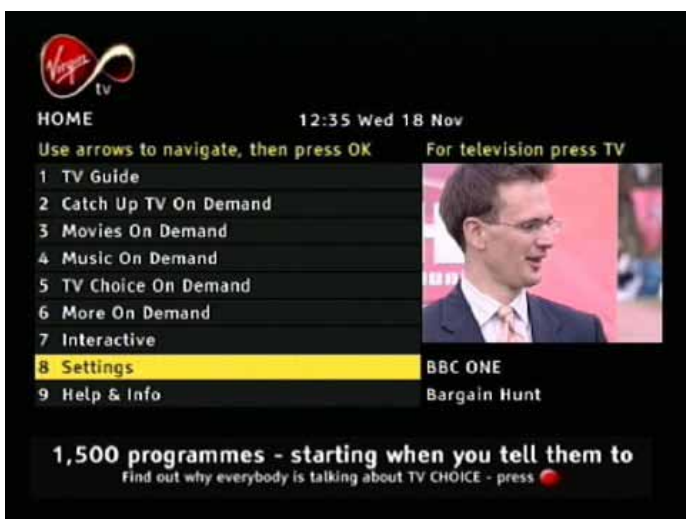 Virgin
tv
HOME
12:35 Wed 18 Nov
Use arrows to navigate, then press OK
For television press TV
1 TV Guide
2 Catch Up TV On Demand
3 Movies On Demand
4 Music On Demand
5 TV Choice On Demand
6 More On Demand
7 Interactive
8 Settings
9 Help & Info
BBC ONE
Bargain Hunt
1,500 programmes - starting when you tell them to
Find out why everybody is talking about TV CHOICE - press